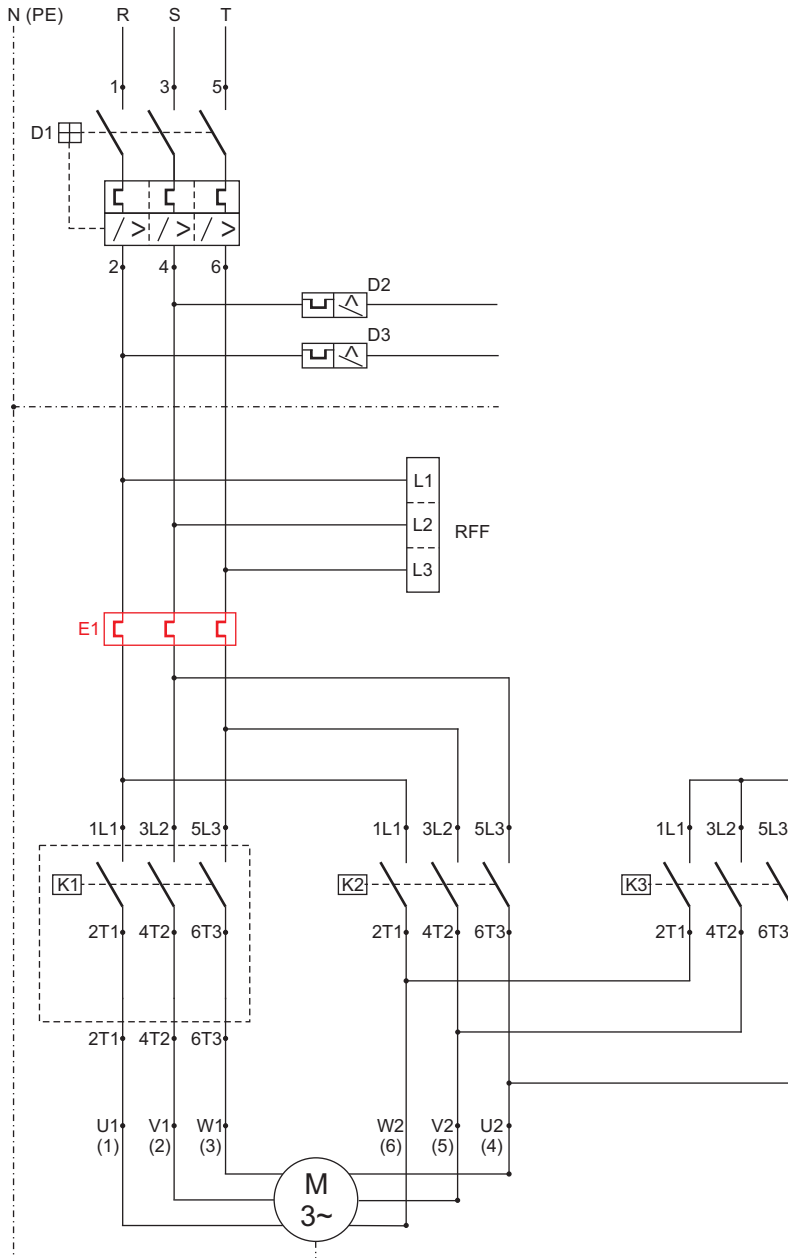 N (PE) R S T
1 3 5
D1
/ > / > / >
2 4 6
D2
D3
L1
L2 RFF
L3
E1
1L1 3L2 5L3 1L1 3L2 5L3 1L1 3L2 5L3
K1 K2 K3
2T1 4T2 6T3 2T1 4T2 6T3 2T1 4T2 6T3
2T1 4T2 6T3
U1 V1 W1 W2 V2 U2
(1) (2) (3) (6) (5) (4)
M
3~